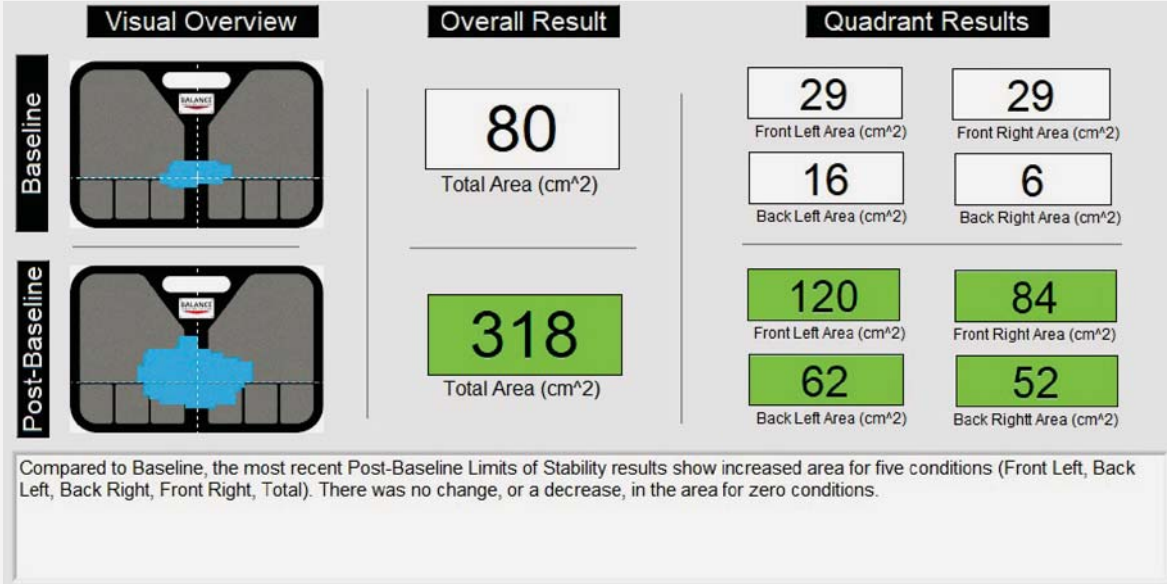 Visual Overview
Overall Result
Quadrant Results
Baseline
BALANCE
80
Total Area (cm^2)
29
Front Left Area (cm^2)
29
Front Right Area (cm^2)
16
Back Left Area (cm^2)
6
Back Right Area (cm^2)
Post-Baseline
BALANCE
318
Total Area (cm^2)
120
Front Left Area (cm^2)
84
Front Right Area (cm^2)
62
Back Left Area (cm^2)
52
Back Rightt Area (cm^2)
Compared to Baseline, the most recent Post-Baseline Limits of Stability results show increased area for five conditions (Front Left, Back
Left, Back Right, Front Right, Total). There was no change, or a decrease, in the area for zero conditions.